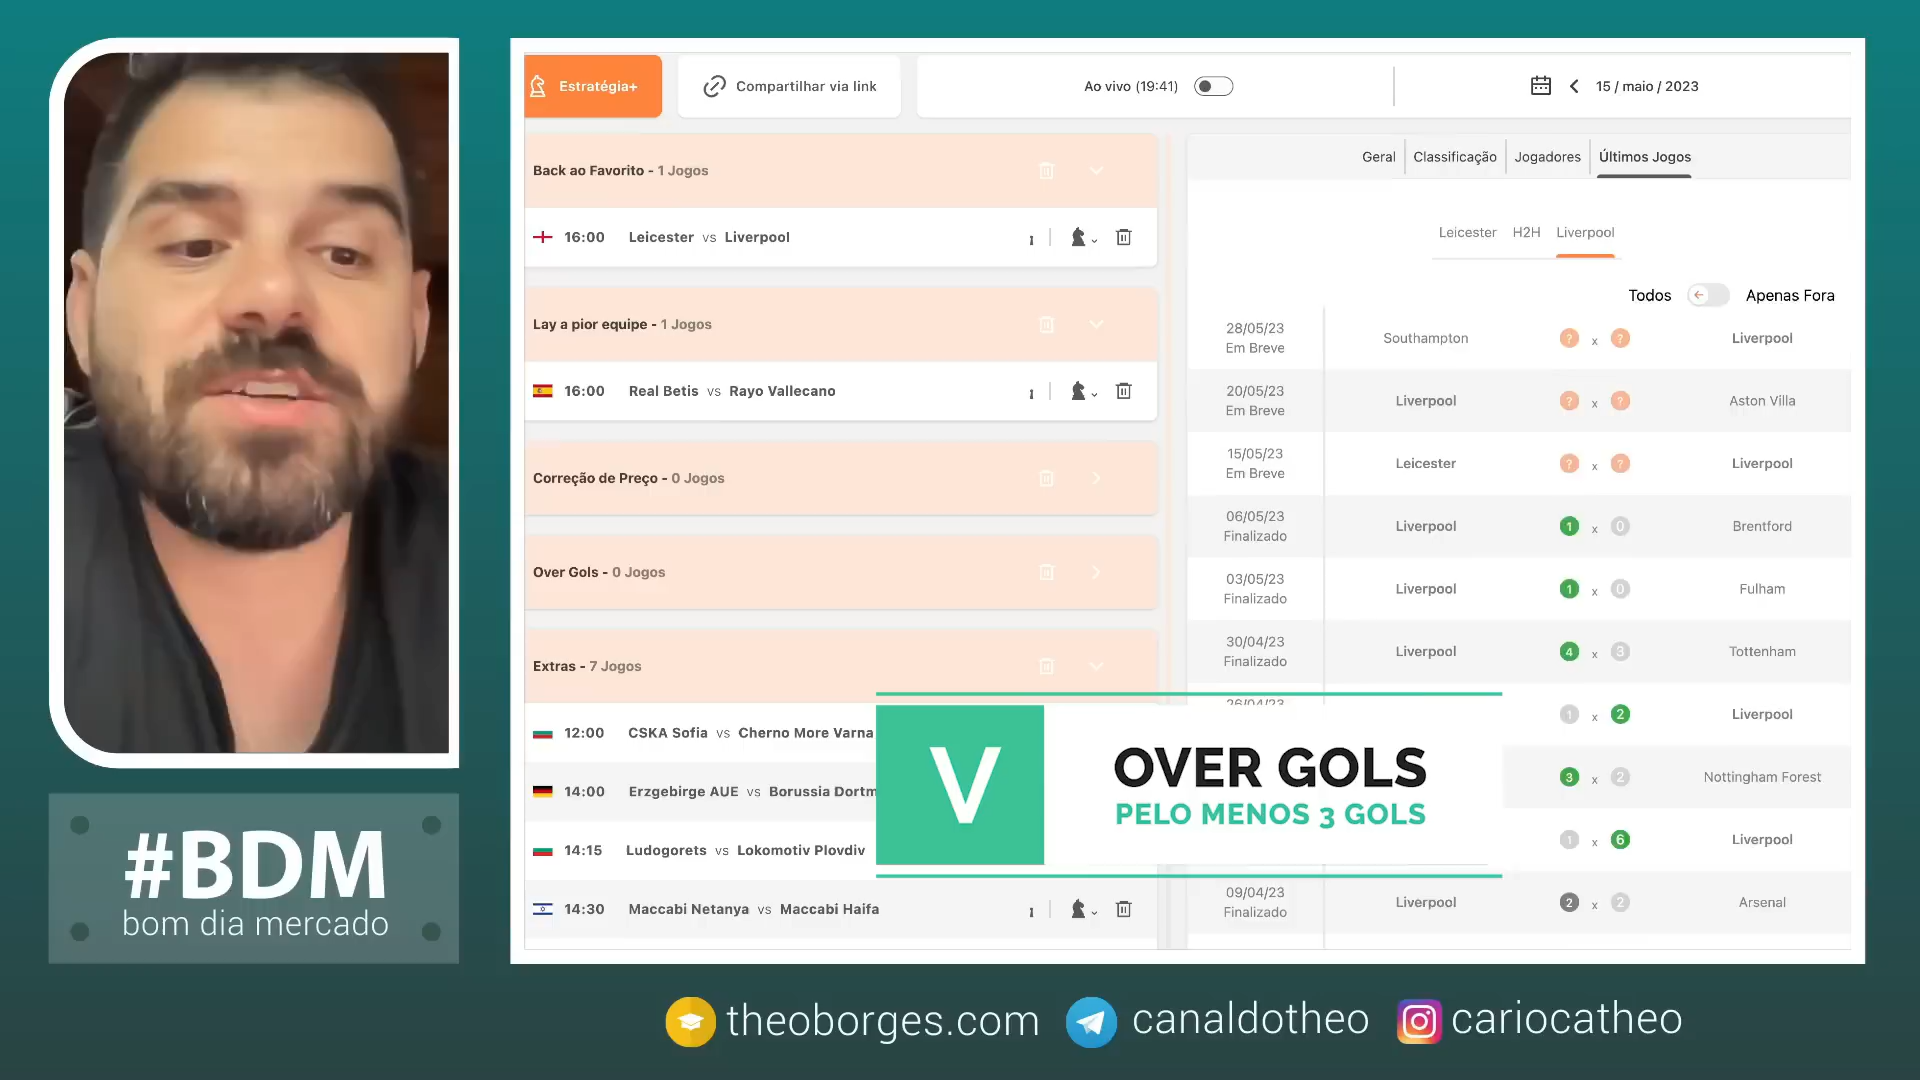 Estratégia+
Compartilhar via link
Ao vivo (19:41)
15 / maio / 2023
Back ao Favorito - 1 Jogos
16:00 Leicester vs Liverpool
Lay a pior equipe - 1 Jogos
16:00 Real Betis vs Rayo Vallecano
Correção de Preço - 0 Jogos
Over Gols - 0 Jogos
Extras - 7 Jogos
12:00 CSKA Sofia vs Cherno More Varna
14:00 Erzgebirge AUE vs Borussia Dortm
14:15 Ludogorets vs Lokomotiv Plovdiv
14:30 Maccabi Netanya vs Maccabi Haifa
Geral Classificação Jogadores Últimos Jogos
Leicester H2H Liverpool
Todos Apenas Fora
28/05/23
Em Breve
Southampton ? x ? Liverpool
20/05/23
Em Breve
Liverpool ? x ? Aston Villa
15/05/23
Em Breve
Leicester ? x ? Liverpool
06/05/23
Finalizado
Liverpool 1 x 0 Brentford
03/05/23
Finalizado
Liverpool 1 x 0 Fulham
30/04/23
Finalizado
Liverpool 4 x 3 Tottenham
26/04/23
1 x 2 Liverpool
3 x 2 Nottingham Forest
1 x 6 Liverpool
09/04/23
Finalizado
Liverpool 2 x 2 Arsenal
V
OVER GOLS
PELO MENOS 3 GOLS
#BDM
bom dia mercado
theoborges.com
canaldotheo
cariocatheo